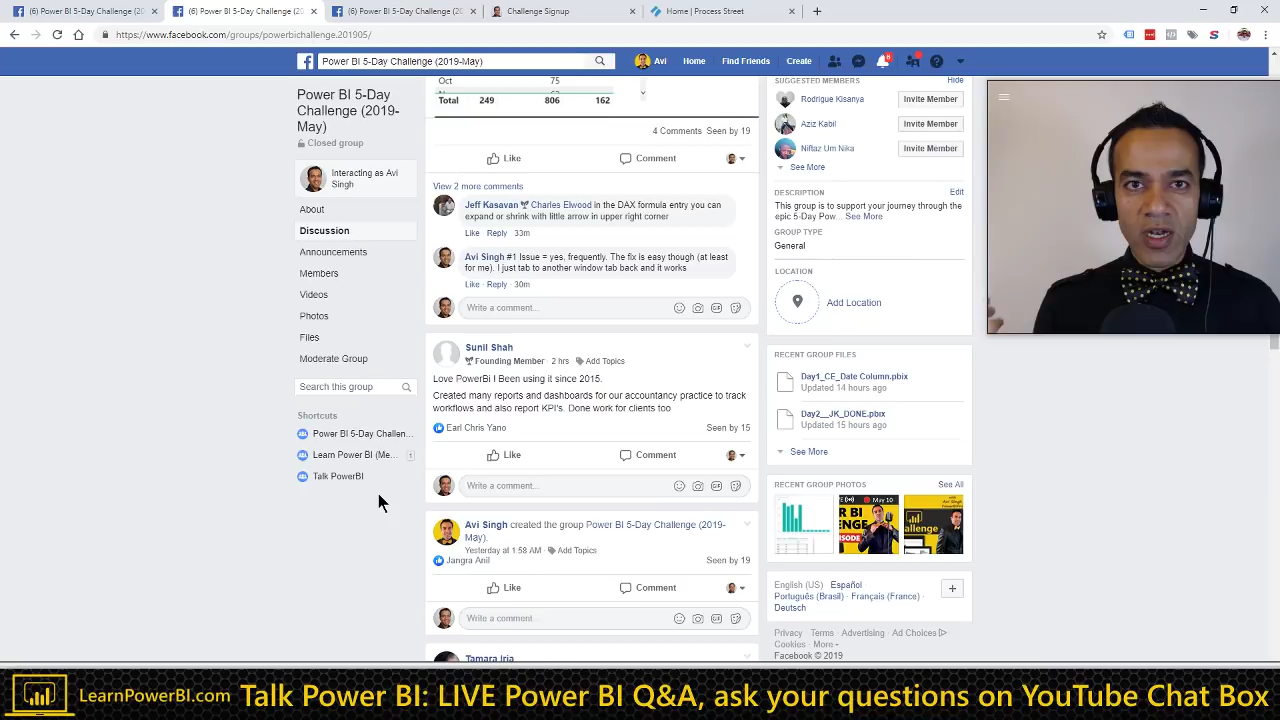 (6) Power BI 5-Day Challenge (20
(6) Power BI 5-Day Challenge (20
(6) Power BI 5-Day Challenge (20
Challenge Signup
Home | Process Street
https://www.facebook.com/groups/powerbichallenge.201905/
Power BI 5-Day Challenge (2019-May)
Avi
Home
Find Friends
Create
8
Power BI 5-Day
Challenge (2019-
May)
Closed group
Interacting as Avi
Singh
About
Discussion
Announcements
Members
Videos
Photos
Files
Moderate Group
Search this group
Shortcuts
Power BI 5-Day Challen...
Learn Power BI (Me... 1
Talk PowerBI
Oct 75
Total 249 806 162
4 Comments Seen by 19
Like Comment
View 2 more comments
Jeff Kasavan Charles Elwood in the DAX formula entry you can
expand or shrink with little arrow in upper right corner
Like · Reply · 33m
Avi Singh #1 Issue = yes, frequently. The fix is easy though (at least
for me). I just tab to another window tab back and it works
Like · Reply · 30m
Write a comment...
Sunil Shah
Founding Member · 2 hrs · Add Topics
Love PowerBi ! Been using it since 2015.
Created many reports and dashboards for our accountancy practice to track
workflows and also report KPI's. Done work for clients too
Earl Chris Yano Seen by 15
Like Comment
Write a comment...
Avi Singh created the group Power BI 5-Day Challenge (2019-
May).
Yesterday at 1:58 AM · Add Topics
Jangra Anil Seen by 19
Like Comment
Write a comment...
Tamara Iria
SUGGESTED MEMBERS Hide
Rodrigue Kisanya Invite Member
Aziz Kabil Invite Member
Niftaz Um Nika Invite Member
See More
DESCRIPTION Edit
This group is to support your journey through the
epic 5-Day Pow... See More
GROUP TYPE
General
LOCATION
Add Location
RECENT GROUP FILES
Day1_CE_Date Column.pbix
Updated 14 hours ago
Day2__JK_DONE.pbix
Updated 15 hours ago
See More
RECENT GROUP PHOTOS See All
English (US) · Español ·
Português (Brasil) · Français (France) ·
Deutsch
Privacy · Terms · Advertising · Ad Choices
Cookies · More
Facebook © 2019
LearnPowerBI.com Talk Power BI: LIVE Power BI Q&A, ask your questions on YouTube Chat Box